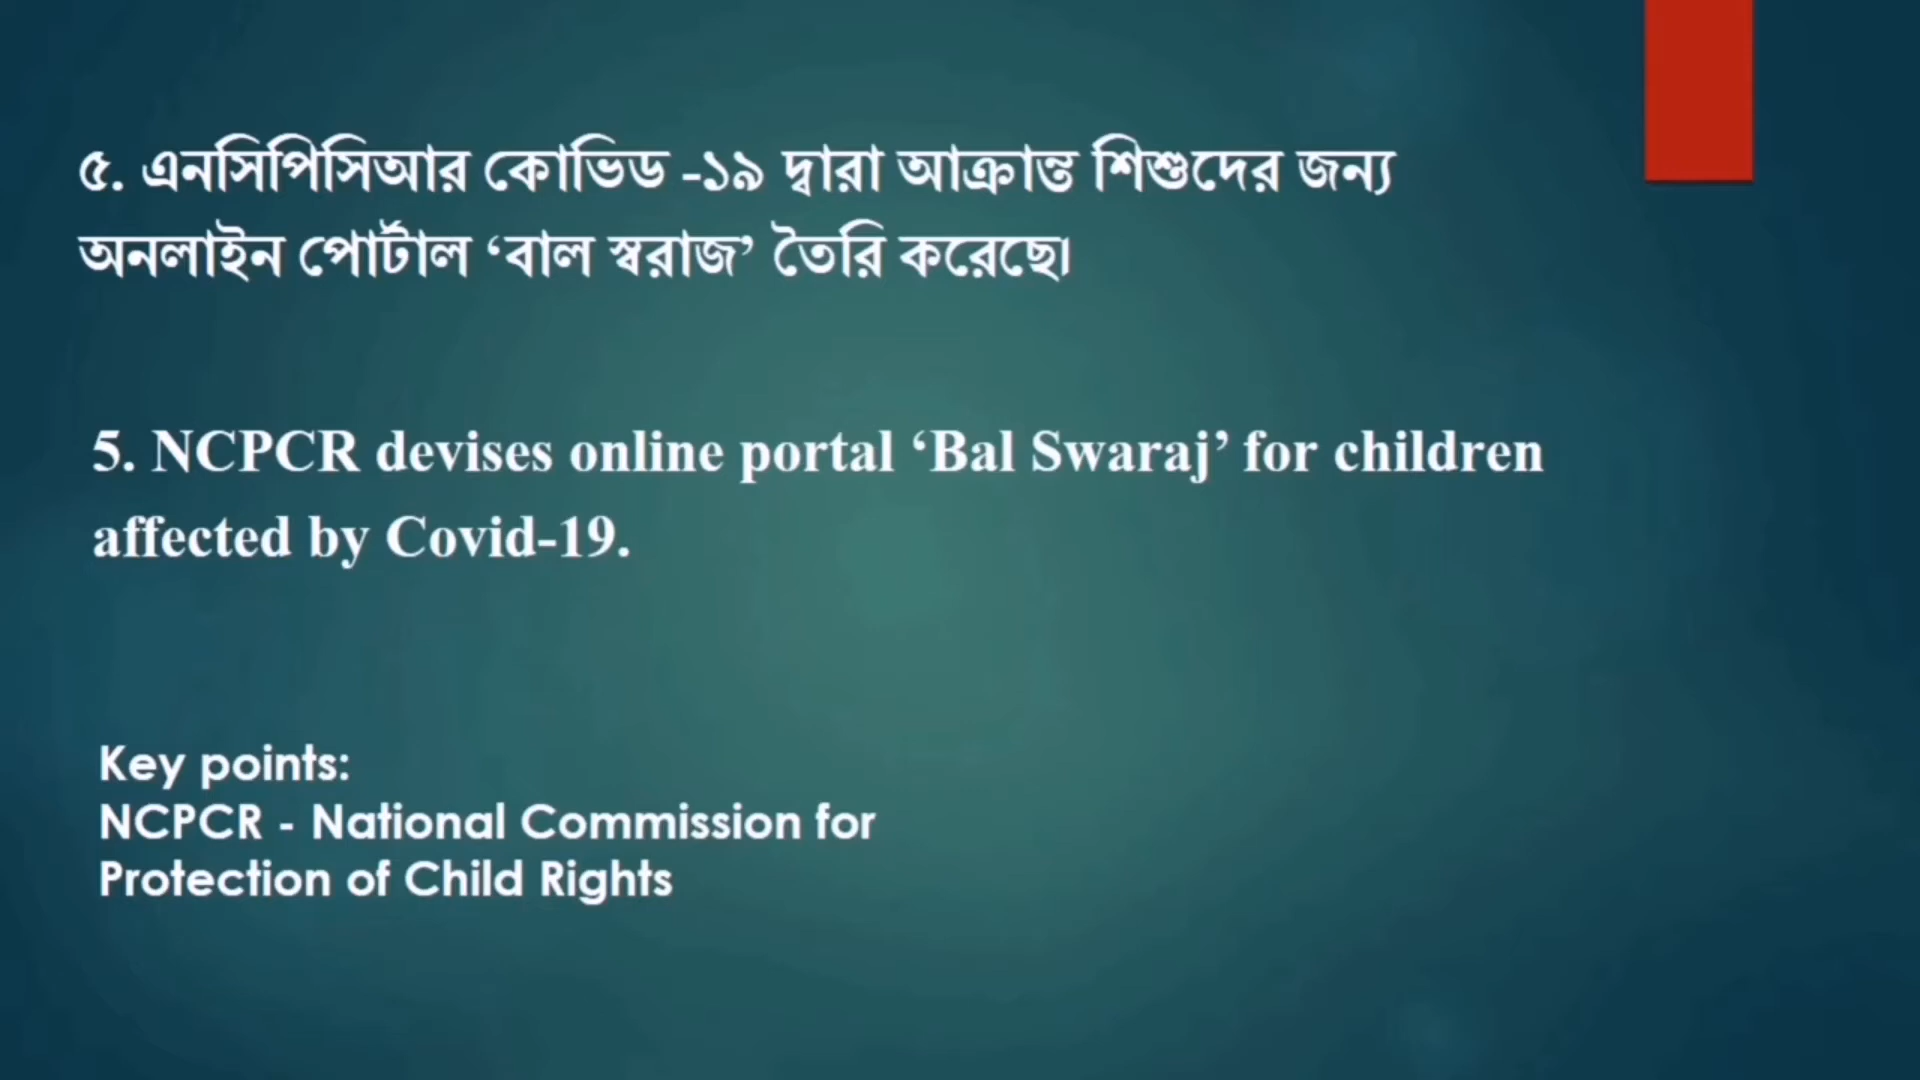 ৫. এনসিপিসিআর কোভিড -১৯ দ্বারা আক্রান্ত শিশুদের জন্য
অনলাইন পোর্টাল ‘বাল স্বরাজ’ তৈরি করেছে।
5. NCPCR devises online portal ‘Bal Swaraj’ for children
affected by Covid-19.
Key points:
NCPCR - National Commission for
Protection of Child Rights